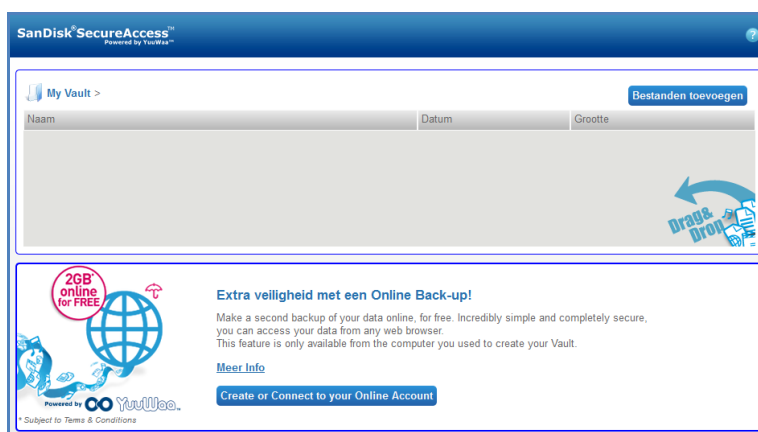 SanDisk® SecureAccess™
Powered by YuuWaa™
?
My Vault >
Bestanden toevoegen
Naam Datum Grootte
Drag&
Drop
2GB*
online
for FREE
Extra veiligheid met een Online Back-up!
Make a second backup of your data online, for free. Incredibly simple and completely secure,
you can access your data from any web browser.
This feature is only available from the computer you used to create your Vault.
Meer Info
Create or Connect to your Online Account
Powered by YuuWaa™
* Subject to Terms & Conditions